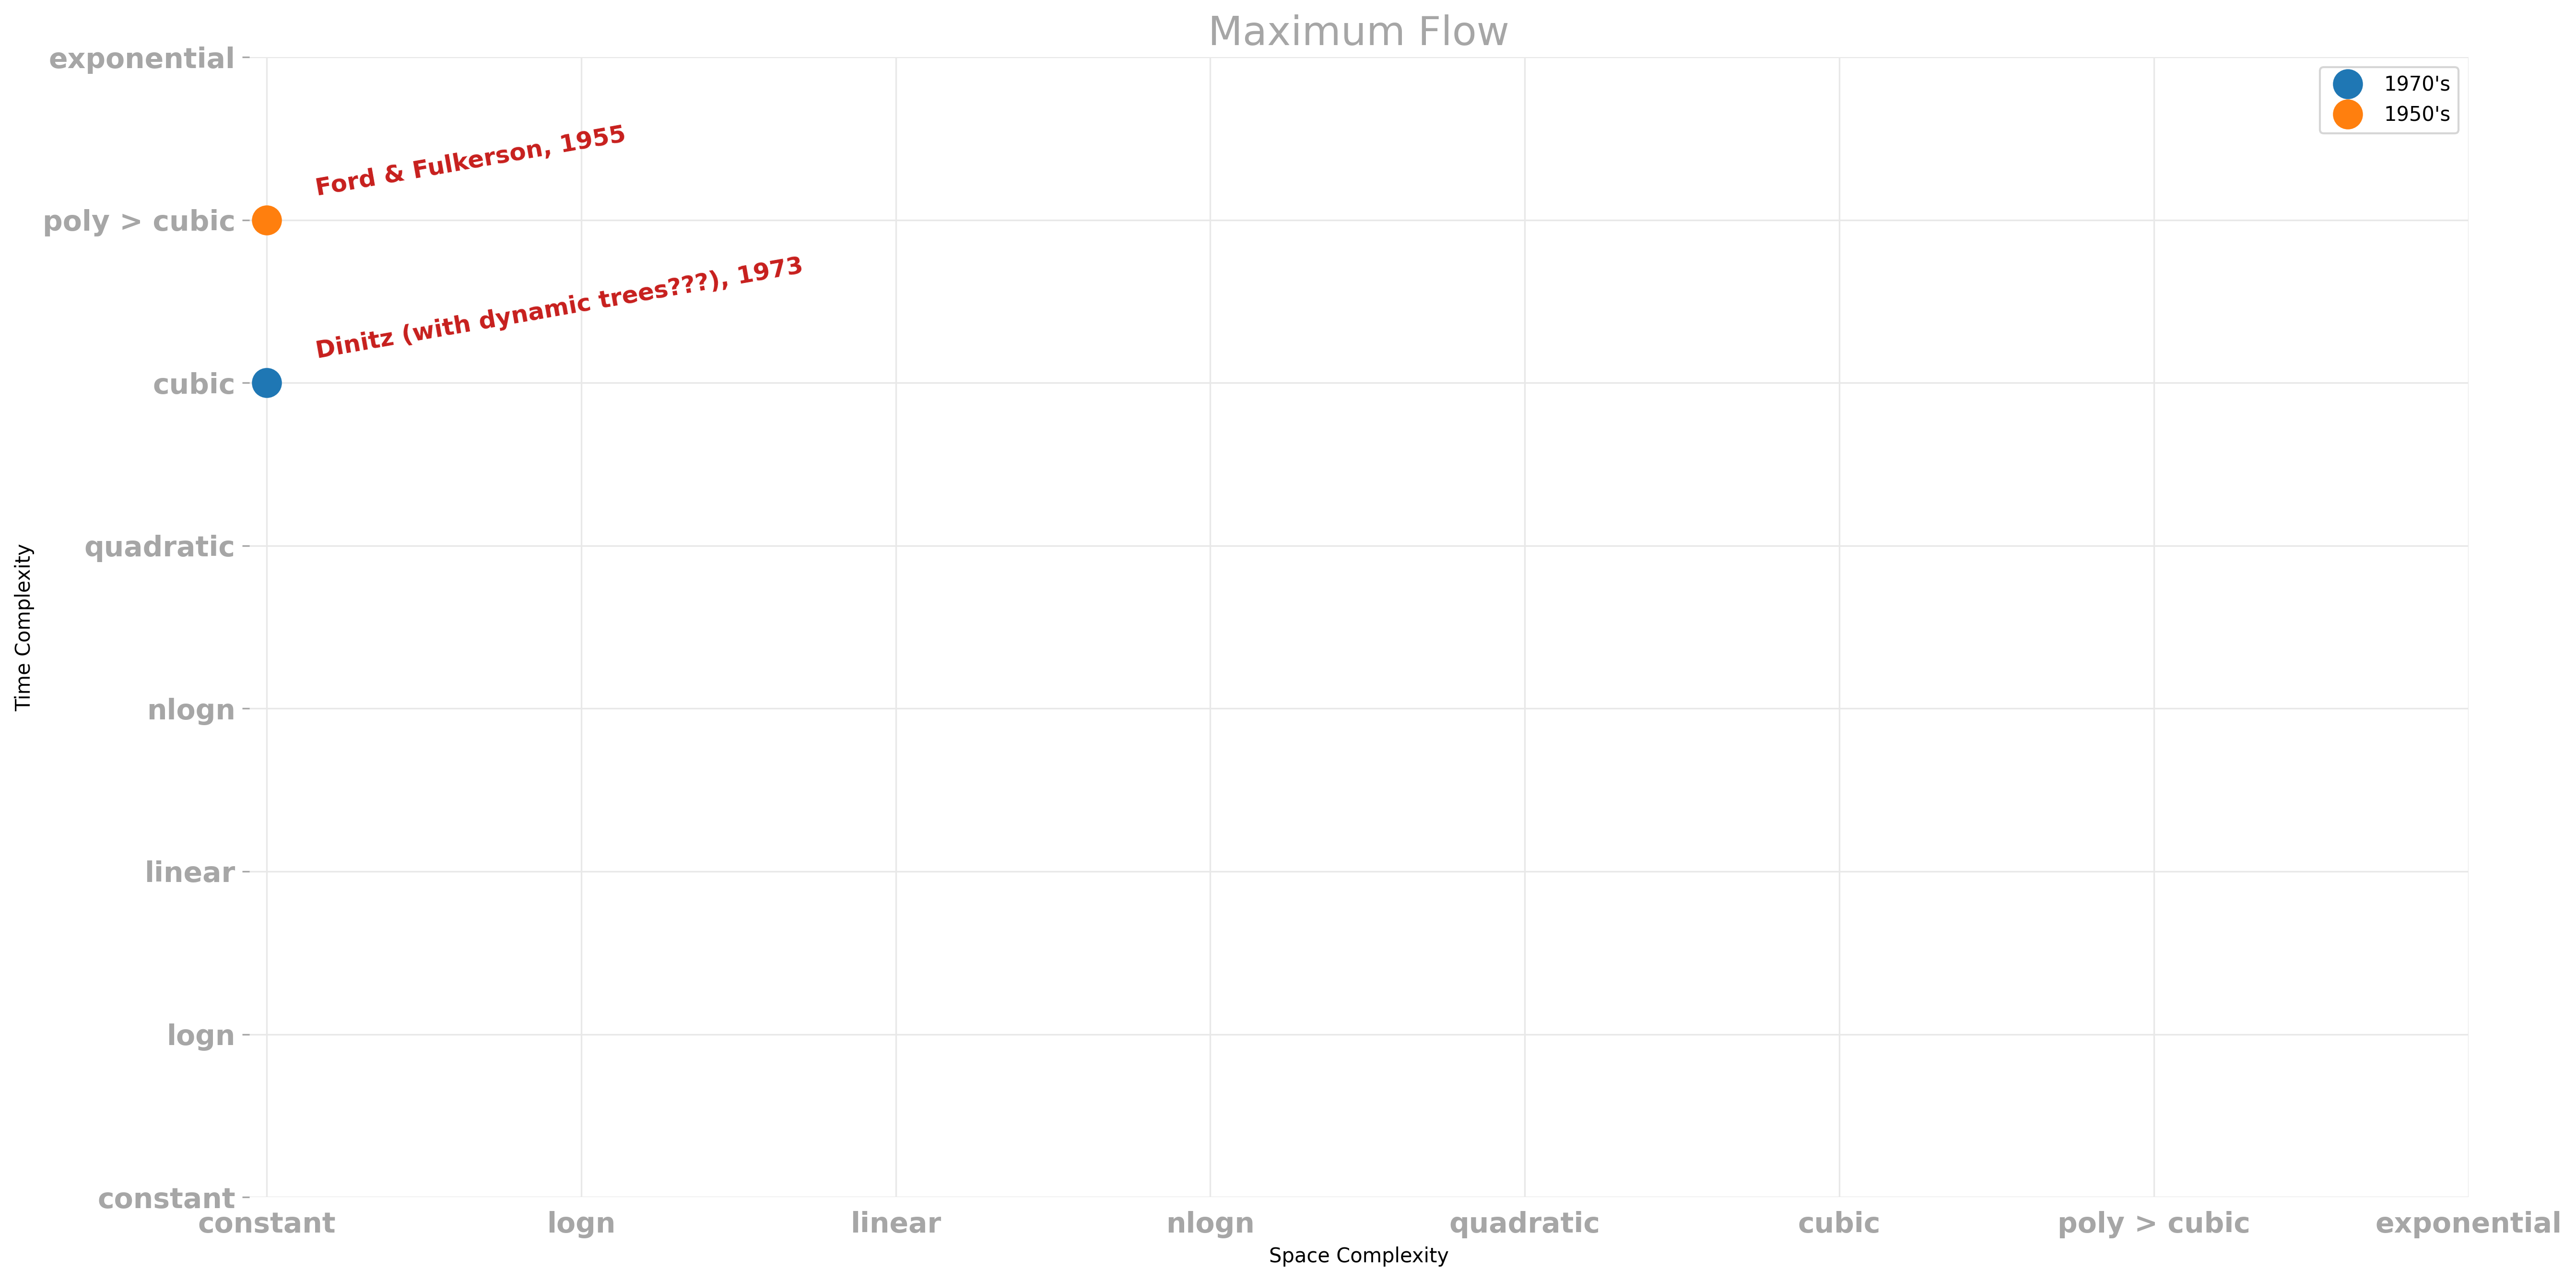 Maximum Flow
exponential
poly > cubic
cubic
quadratic
nlogn
linear
logn
constant
Time Complexity
Ford & Fulkerson, 1955
Dinitz (with dynamic trees???), 1973
1970's
1950's
constant
logn
linear
nlogn
quadratic
cubic
poly > cubic
exponential
Space Complexity